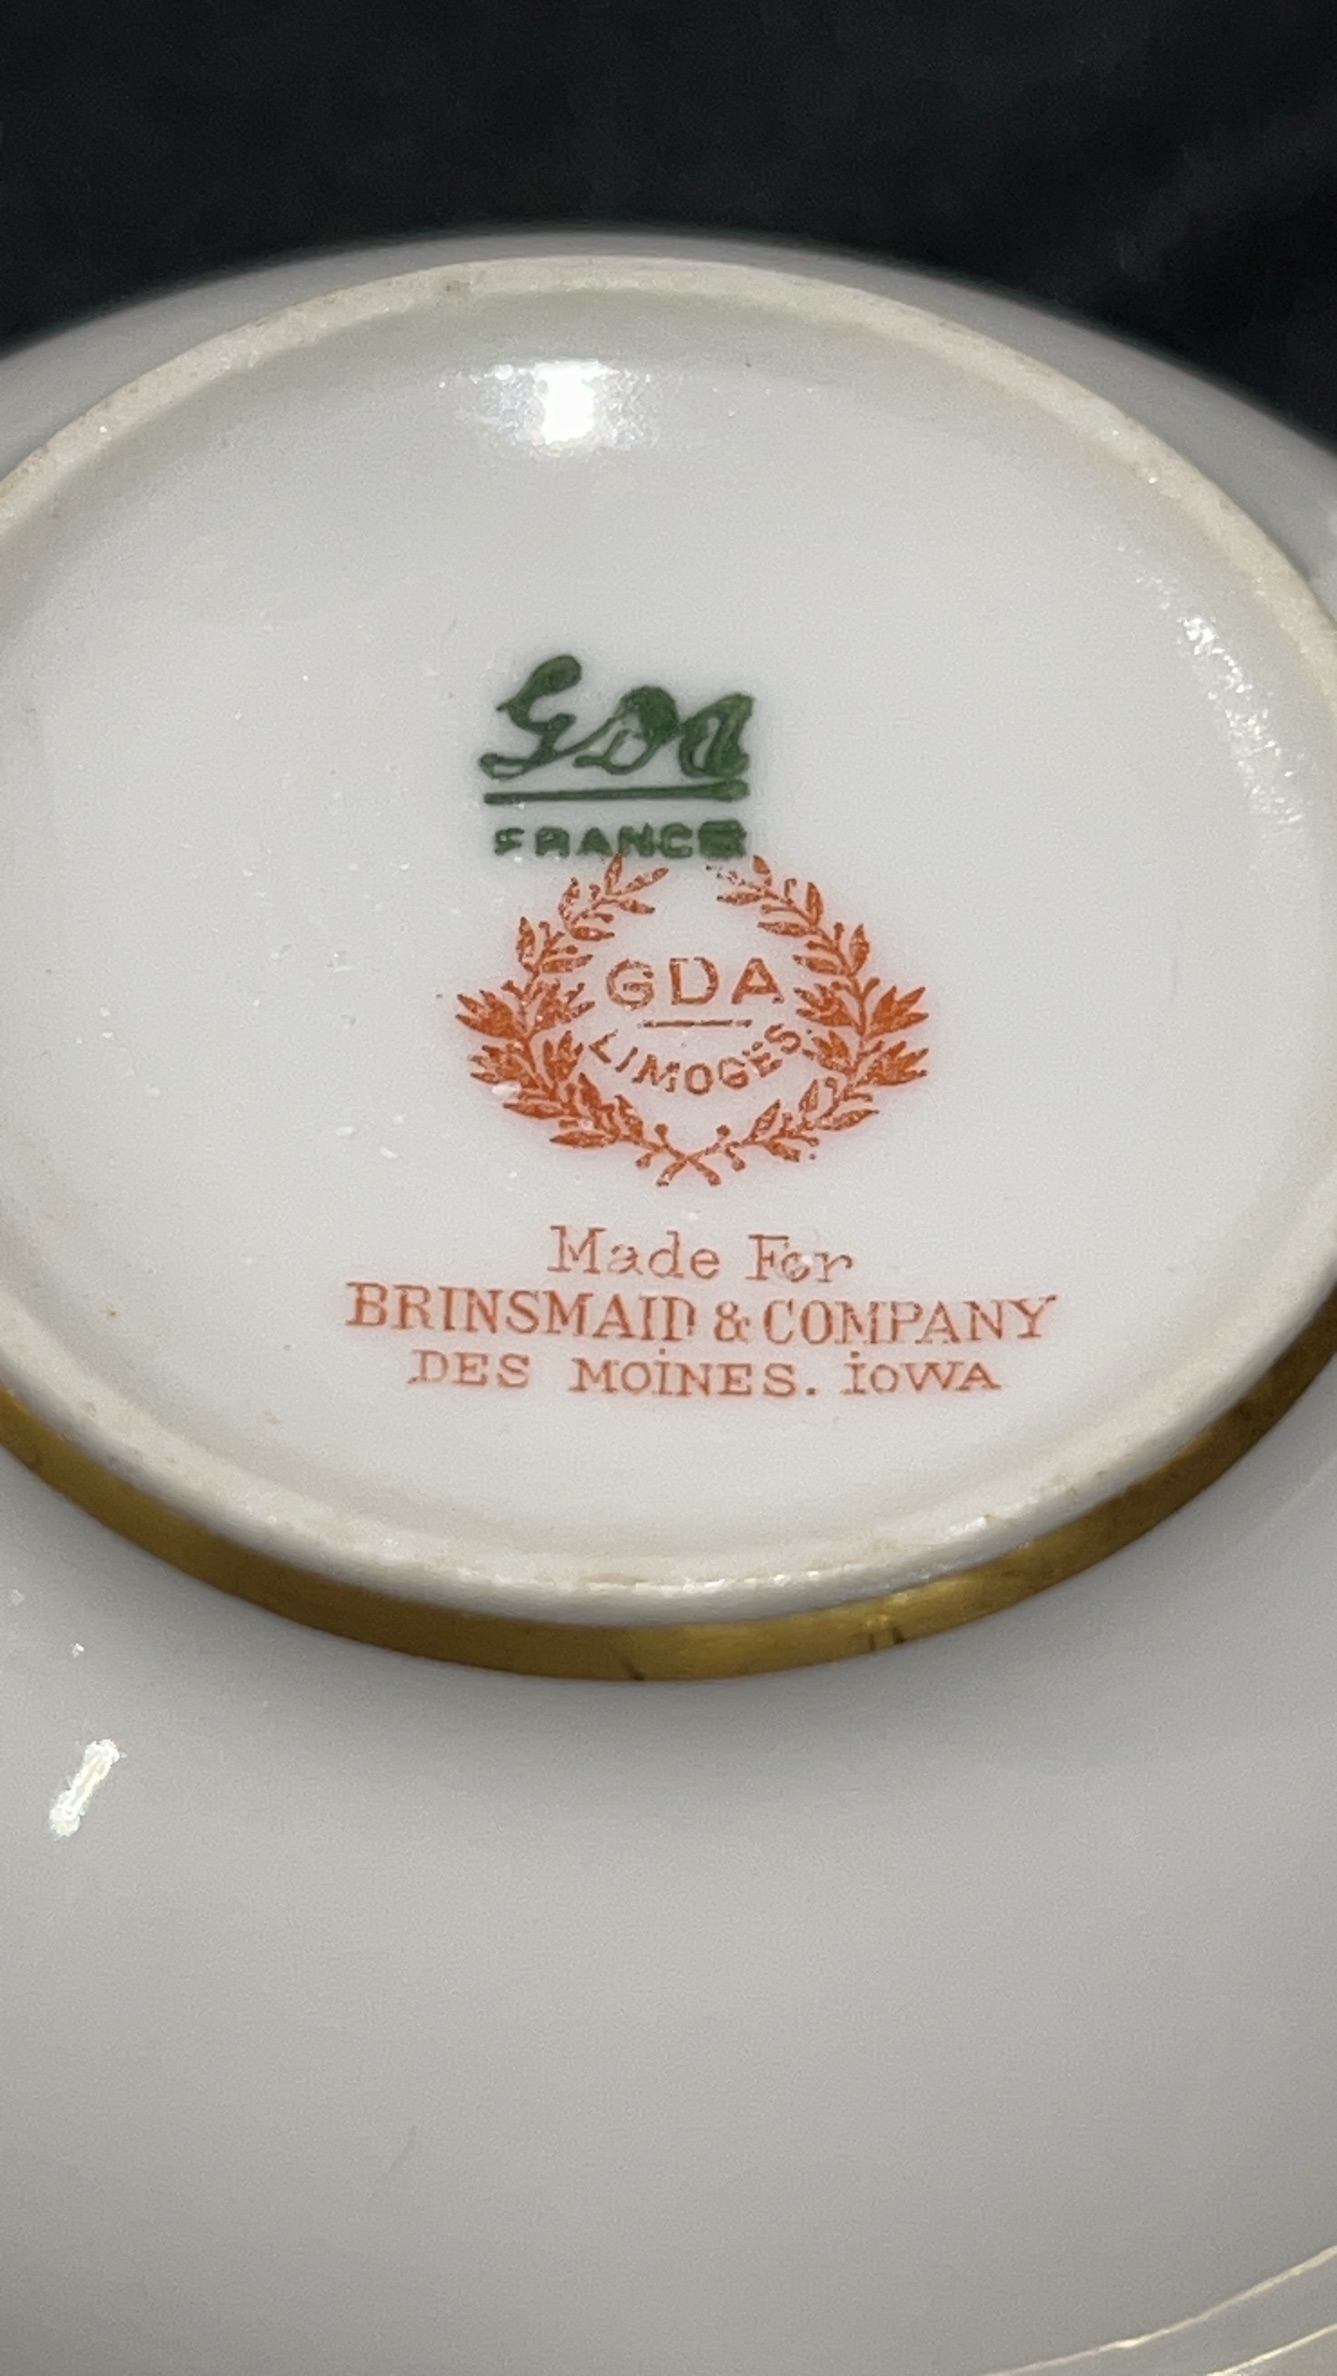 GDA
FRANCE
GDA
LIMOGES
Made For
BRINSMAID & COMPANY
DES MOINES. IOWA